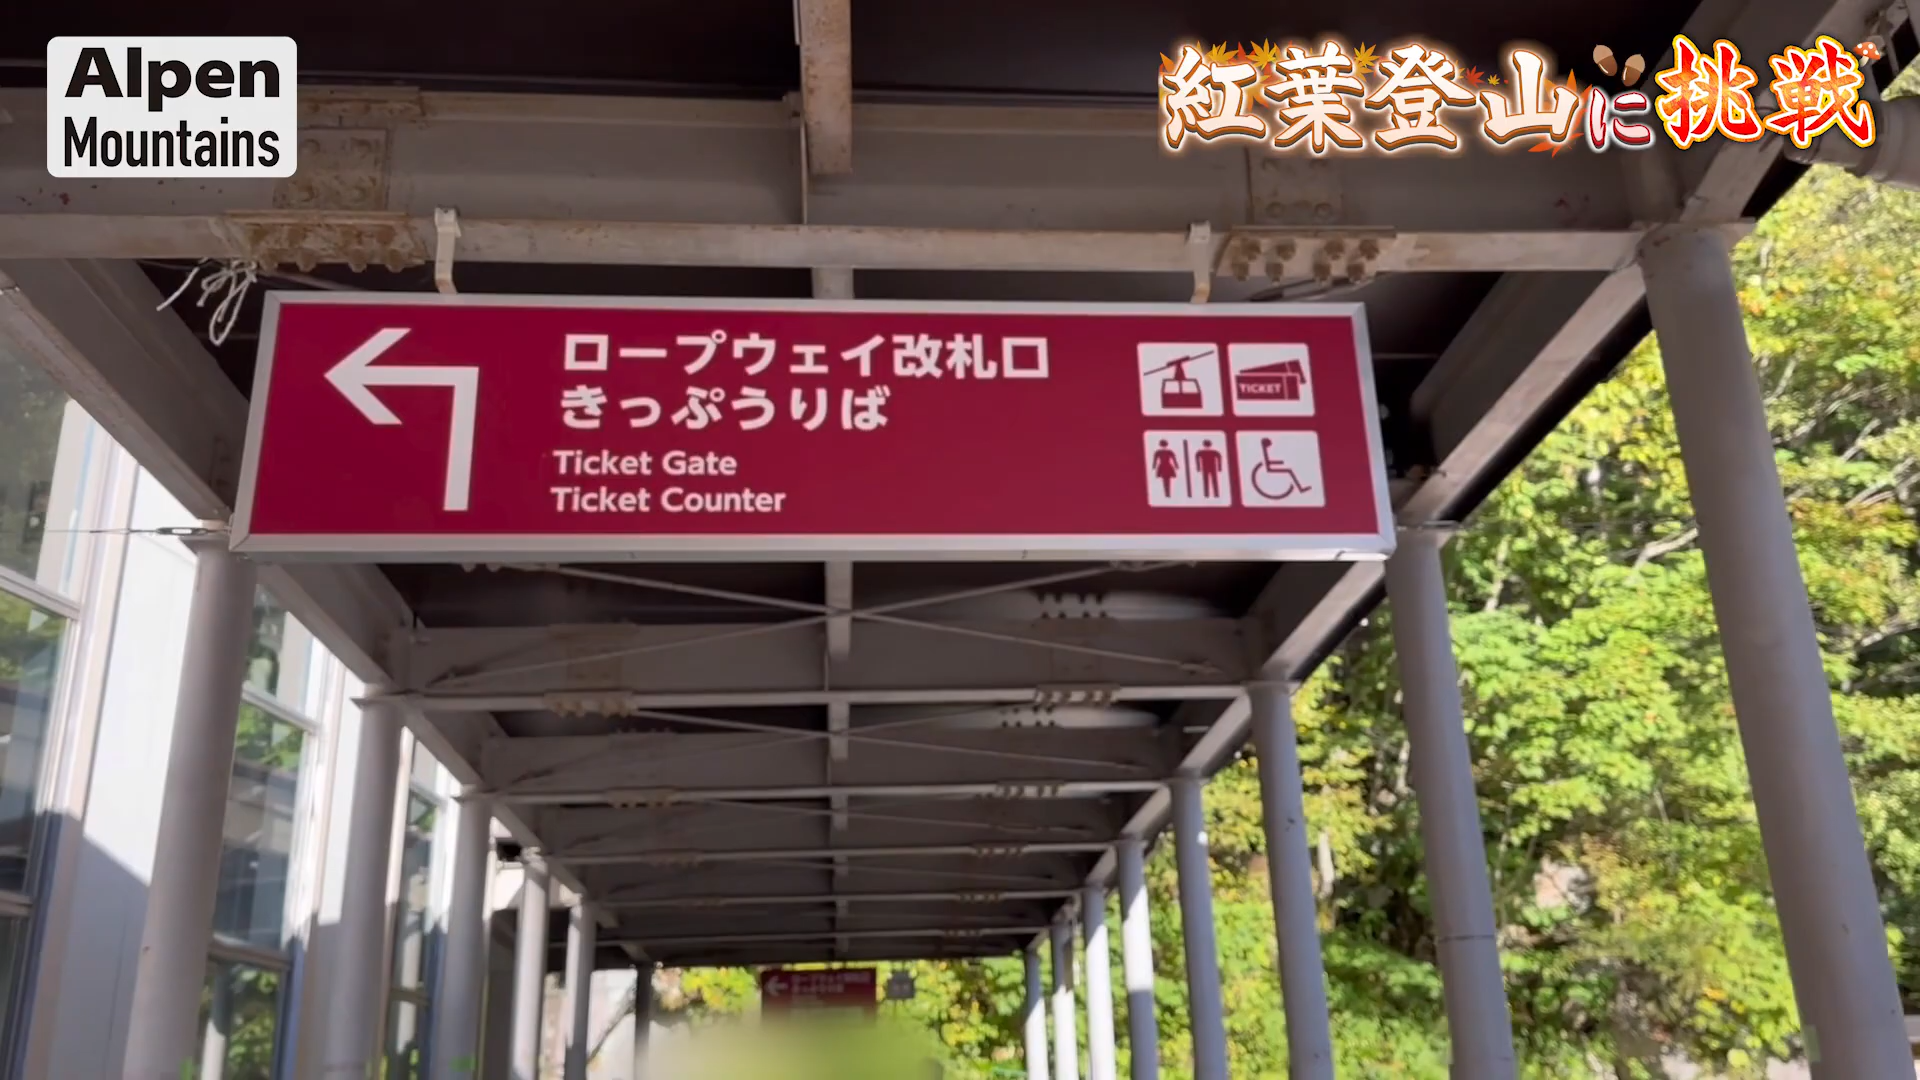 Alpen
Mountains
紅葉登山に挑戦
ロープウェイ改札口
きっぷうりば
Ticket Gate
Ticket Counter
TICKET